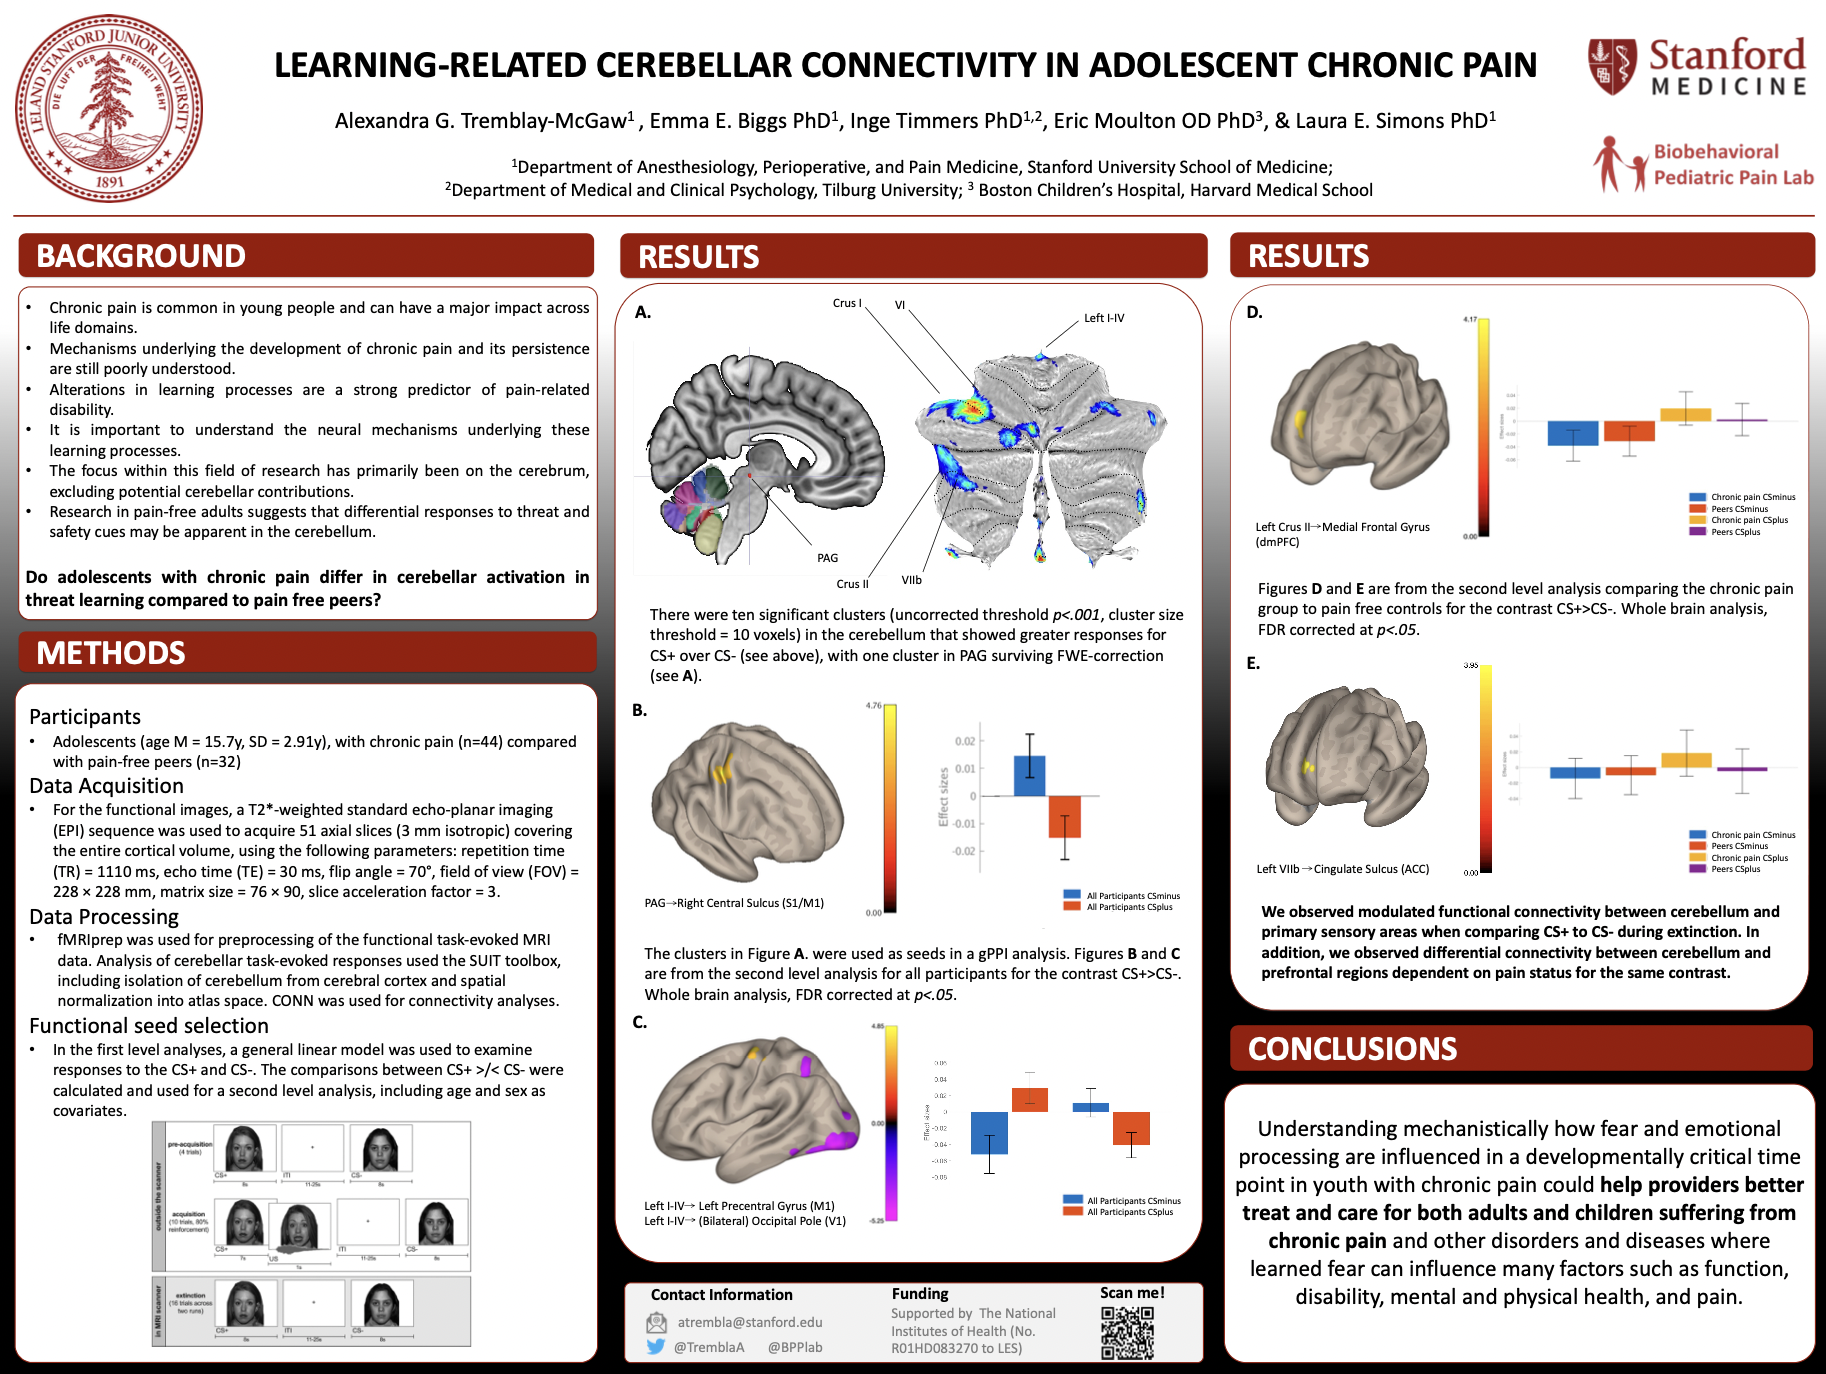 LELAND STANFORD JUNIOR UNIVERSITY
DIE LUFT DER FREIHEIT WEHT
1891
LEARNING-RELATED CEREBELLAR CONNECTIVITY IN ADOLESCENT CHRONIC PAIN
Alexandra G. Tremblay-McGaw1 , Emma E. Biggs PhD1, Inge Timmers PhD1,2, Eric Moulton OD PhD3, & Laura E. Simons PhD1
1Department of Anesthesiology, Perioperative, and Pain Medicine, Stanford University School of Medicine;
2Department of Medical and Clinical Psychology, Tilburg University; 3 Boston Children's Hospital, Harvard Medical School
Stanford
MEDICINE
Biobehavioral
Pediatric Pain Lab
BACKGROUND
• Chronic pain is common in young people and can have a major impact across
life domains.
• Mechanisms underlying the development of chronic pain and its persistence
are still poorly understood.
• Alterations in learning processes are a strong predictor of pain-related
disability.
• It is important to understand the neural mechanisms underlying these
learning processes.
• The focus within this field of research has primarily been on the cerebrum,
excluding potential cerebellar contributions.
• Research in pain-free adults suggests that differential responses to threat and
safety cues may be apparent in the cerebellum.
Do adolescents with chronic pain differ in cerebellar activation in
threat learning compared to pain free peers?
METHODS
Participants
• Adolescents (age M = 15.7y, SD = 2.91y), with chronic pain (n=44) compared
with pain-free peers (n=32)
Data Acquisition
• For the functional images, a T2*-weighted standard echo-planar imaging
(EPI) sequence was used to acquire 51 axial slices (3 mm isotropic) covering
the entire cortical volume, using the following parameters: repetition time
(TR) = 1110 ms, echo time (TE) = 30 ms, flip angle = 70°, field of view (FOV) =
228 × 228 mm, matrix size = 76 × 90, slice acceleration factor = 3.
Data Processing
• fMRIprep was used for preprocessing of the functional task-evoked MRI
data. Analysis of cerebellar task-evoked responses used the SUIT toolbox,
including isolation of cerebellum from cerebral cortex and spatial
normalization into atlas space. CONN was used for connectivity analyses.
Functional seed selection
• In the first level analyses, a general linear model was used to examine
responses to the CS+ and CS-. The comparisons between CS+ >/< CS- were
calculated and used for a second level analysis, including age and sex as
covariates.
outside the scanner
pre-acquisition
(4 trials)
CS+ ITI CS-
8s 11-25s 8s
acquisition
(10 trials, 80%
reinforcement)
CS+ US ITI CS-
7s 1s 11-25s 8s
in MRI scanner
extinction
(16 trials across
two runs)
CS+ ITI CS-
8s 11-25s 8s
RESULTS
A.
Crus I
VI
Left I-IV
PAG
Crus II
VIIb
There were ten significant clusters (uncorrected threshold p<.001, cluster size
threshold = 10 voxels) in the cerebellum that showed greater responses for
CS+ over CS- (see above), with one cluster in PAG surviving FWE-correction
(see A).
B.
4.76
0.00
Effect sizes
0.02
0.01
0
-0.01
-0.02
PAG→Right Central Sulcus (S1/M1)
All Participants CSminus
All Participants CSplus
The clusters in Figure A. were used as seeds in a gPPI analysis. Figures B and C
are from the second level analysis for all participants for the contrast CS+>CS-.
Whole brain analysis, FDR corrected at p<.05.
C.
4.85
0.00
-5.25
Effect sizes
0.06
0.04
0.02
0
-0.02
-0.04
-0.06
-0.08
Left I-IV→ Left Precentral Gyrus (M1)
Left I-IV→ (Bilateral) Occipital Pole (V1)
All Participants CSminus
All Participants CSplus
Contact Information
atrembla@stanford.edu
@TremblaA @BPPlab
Funding
Supported by The National
Institutes of Health (No.
R01HD083270 to LES)
Scan me!
RESULTS
D.
4.17
0.00
Effect sizes
Chronic pain CSminus
Peers CSminus
Chronic pain CSplus
Peers CSplus
Left Crus II→Medial Frontal Gyrus
(dmPFC)
Figures D and E are from the second level analysis comparing the chronic pain
group to pain free controls for the contrast CS+>CS-. Whole brain analysis,
FDR corrected at p<.05.
E.
3.95
0.00
Effect sizes
Chronic pain CSminus
Peers CSminus
Chronic pain CSplus
Peers CSplus
Left VIIb→Cingulate Sulcus (ACC)
We observed modulated functional connectivity between cerebellum and
primary sensory areas when comparing CS+ to CS- during extinction. In
addition, we observed differential connectivity between cerebellum and
prefrontal regions dependent on pain status for the same contrast.
CONCLUSIONS
Understanding mechanistically how fear and emotional
processing are influenced in a developmentally critical time
point in youth with chronic pain could help providers better
treat and care for both adults and children suffering from
chronic pain and other disorders and diseases where
learned fear can influence many factors such as function,
disability, mental and physical health, and pain.